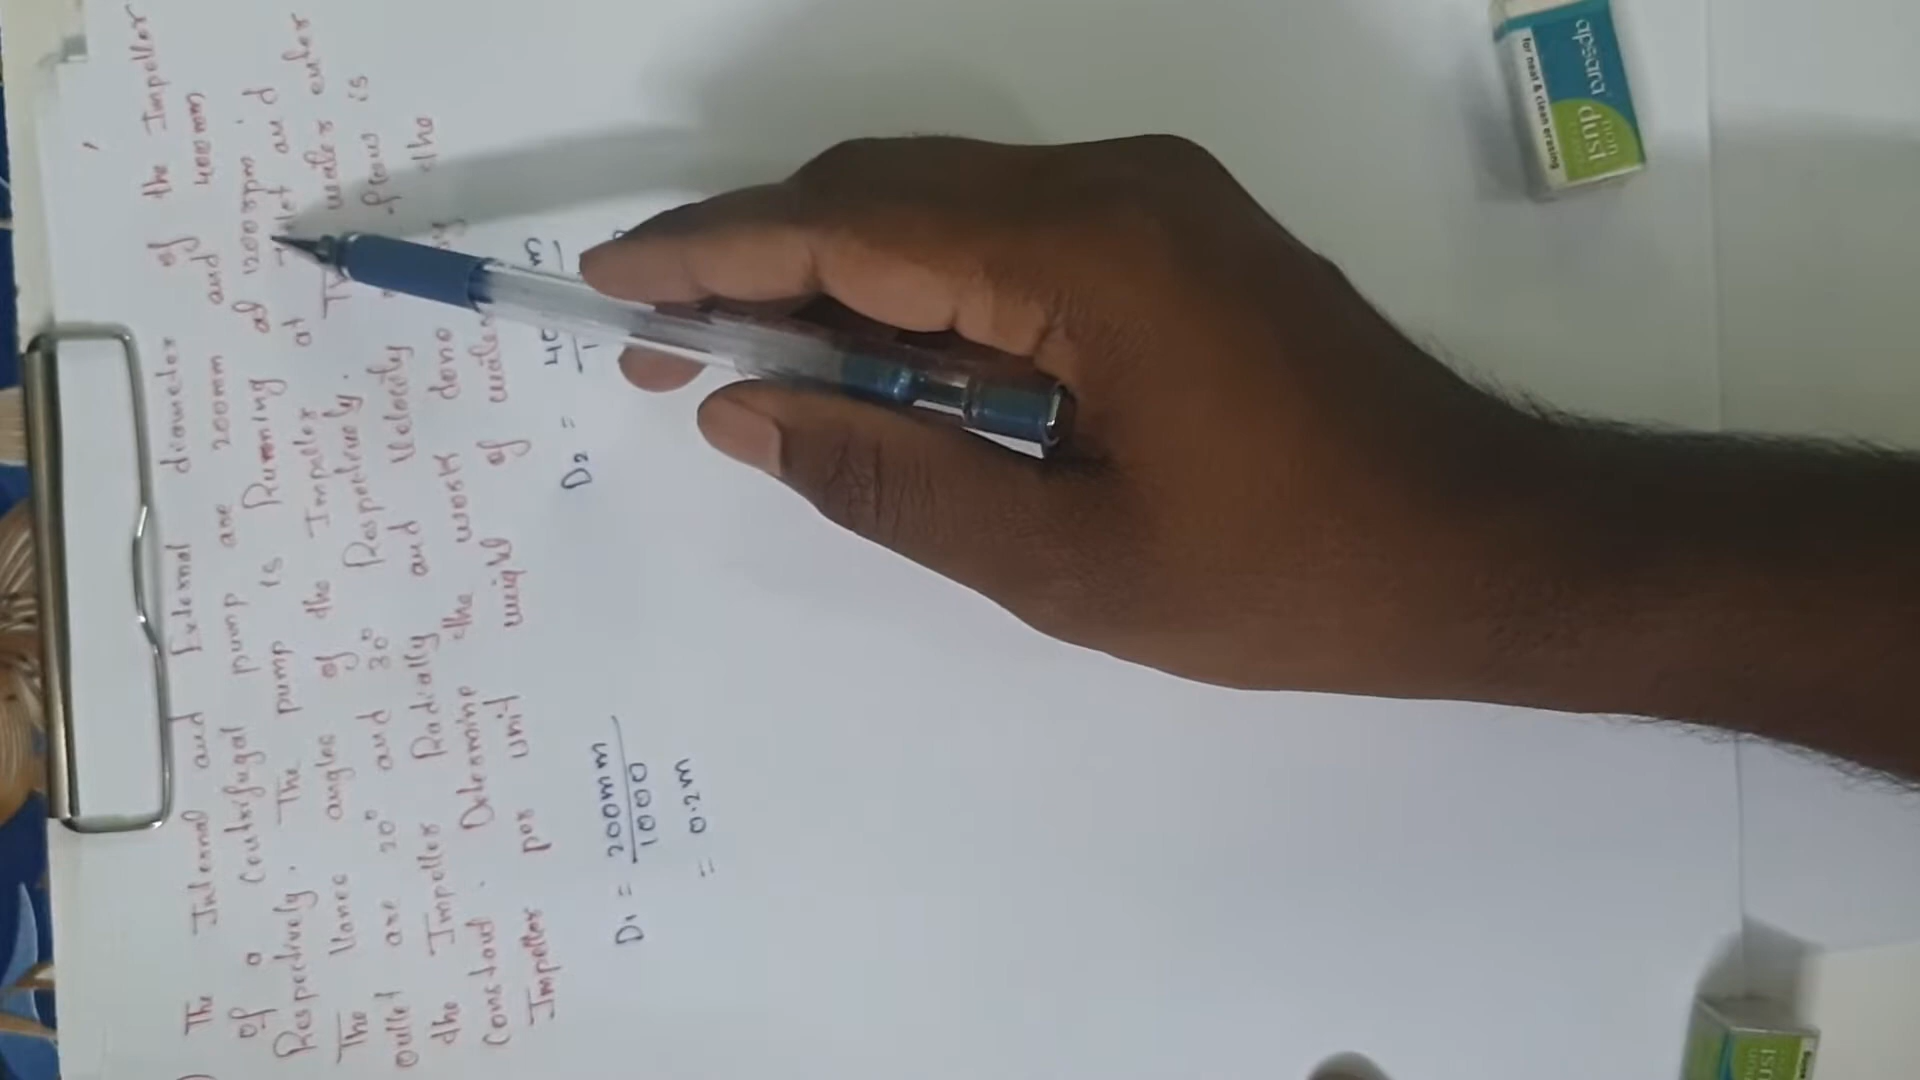 The Internal and External diameter of the Impeller
of a Centrifugal pump are 200mm and 400mm
Respectively. The pump is Running at 1200rpm.
The Vanes angles of the Impeller at and
outlet are 20° and 30° Respectively. water enter
the Impeller Radially and Velocity flow is
Constant. Determine the work done by the
Impeller per unit weight of water
D1 = 200mm
1000
= 0.2m
D2 =
apsara
non
dust
for neat & clean erasing